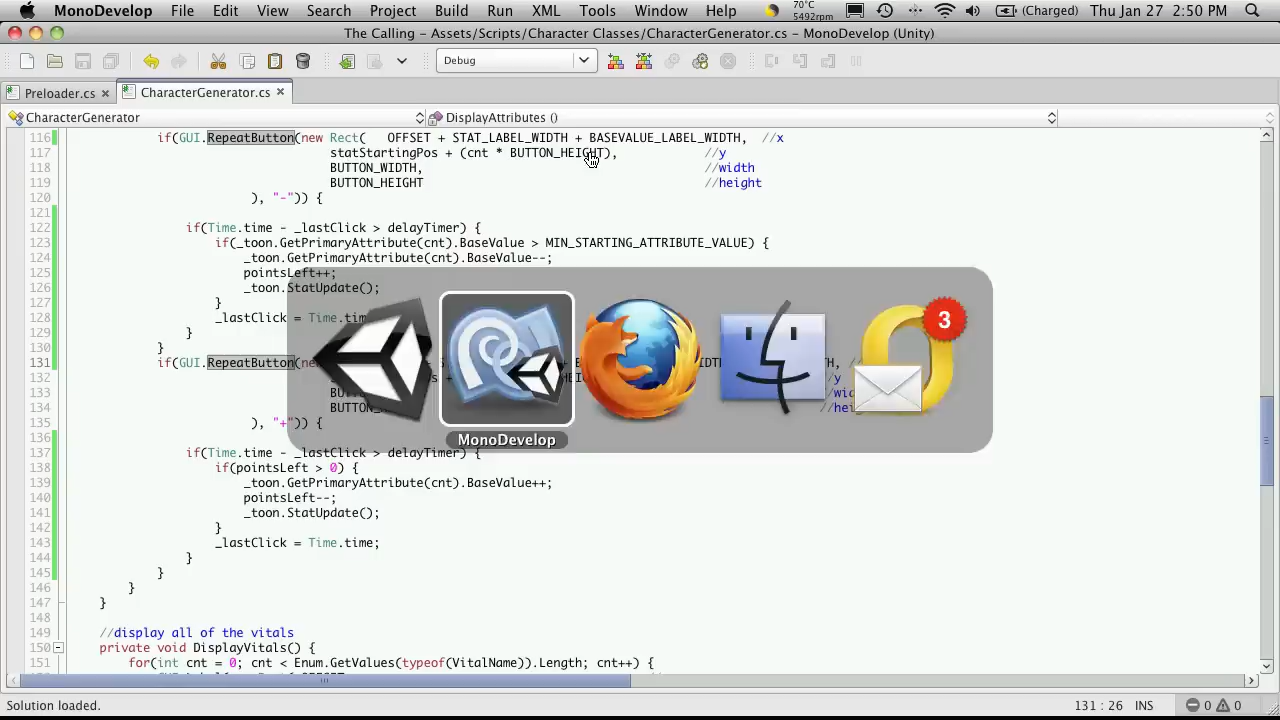 MonoDevelop File Edit View Search Project Build Run XML Tools Window Help 70°C 5492rpm (Charged) Thu Jan 27 2:50 PM
The Calling – Assets/Scripts/Character Classes/CharacterGenerator.cs – MonoDevelop (Unity)
Debug
Preloader.cs × CharacterGenerator.cs ×
CharacterGenerator DisplayAttributes ()
116 if(GUI.RepeatButton(new Rect( OFFSET + STAT_LABEL_WIDTH + BASEVALUE_LABEL_WIDTH, //x
117 statStartingPos + (cnt * BUTTON_HEIGHT), //y
118 BUTTON_WIDTH, //width
119 BUTTON_HEIGHT //height
120 ), "-")) {
121
122 if(Time.time - _lastClick > delayTimer) {
123 if(_toon.GetPrimaryAttribute(cnt).BaseValue > MIN_STARTING_ATTRIBUTE_VALUE) {
124 _toon.GetPrimaryAttribute(cnt).BaseValue--;
125 pointsLeft++;
126 _toon.StatUpdate();
127 }
128 _lastClick = Time.
129 }
130 }
131 if(GUI.RepeatButton(
132
133
134
135 ), "+")) {
136
137 if(Time.time - _lastClick > delayTimer) {
138 if(pointsLeft > 0) {
139 _toon.GetPrimaryAttribute(cnt).BaseValue++;
140 pointsLeft--;
141 _toon.StatUpdate();
142 }
143 _lastClick = Time.time;
144 }
145 }
146 }
147 }
148
149 //display all of the vitals
150 private void DisplayVitals() {
151 for(int cnt = 0; cnt < Enum.GetValues(typeof(VitalName)).Length; cnt++) {
3
MonoDevelop
Solution loaded. 131 : 26 INS 0 0